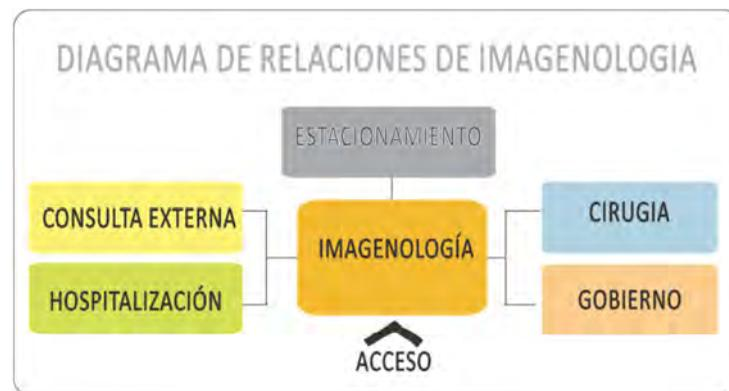 DIAGRAMA DE RELACIONES DE IMAGENOLOGIA
ESTACIONAMIENTO
CONSULTA EXTERNA
IMAGENOLOGÍA
CIRUGIA
HOSPITALIZACIÓN
GOBIERNO
ACCESO